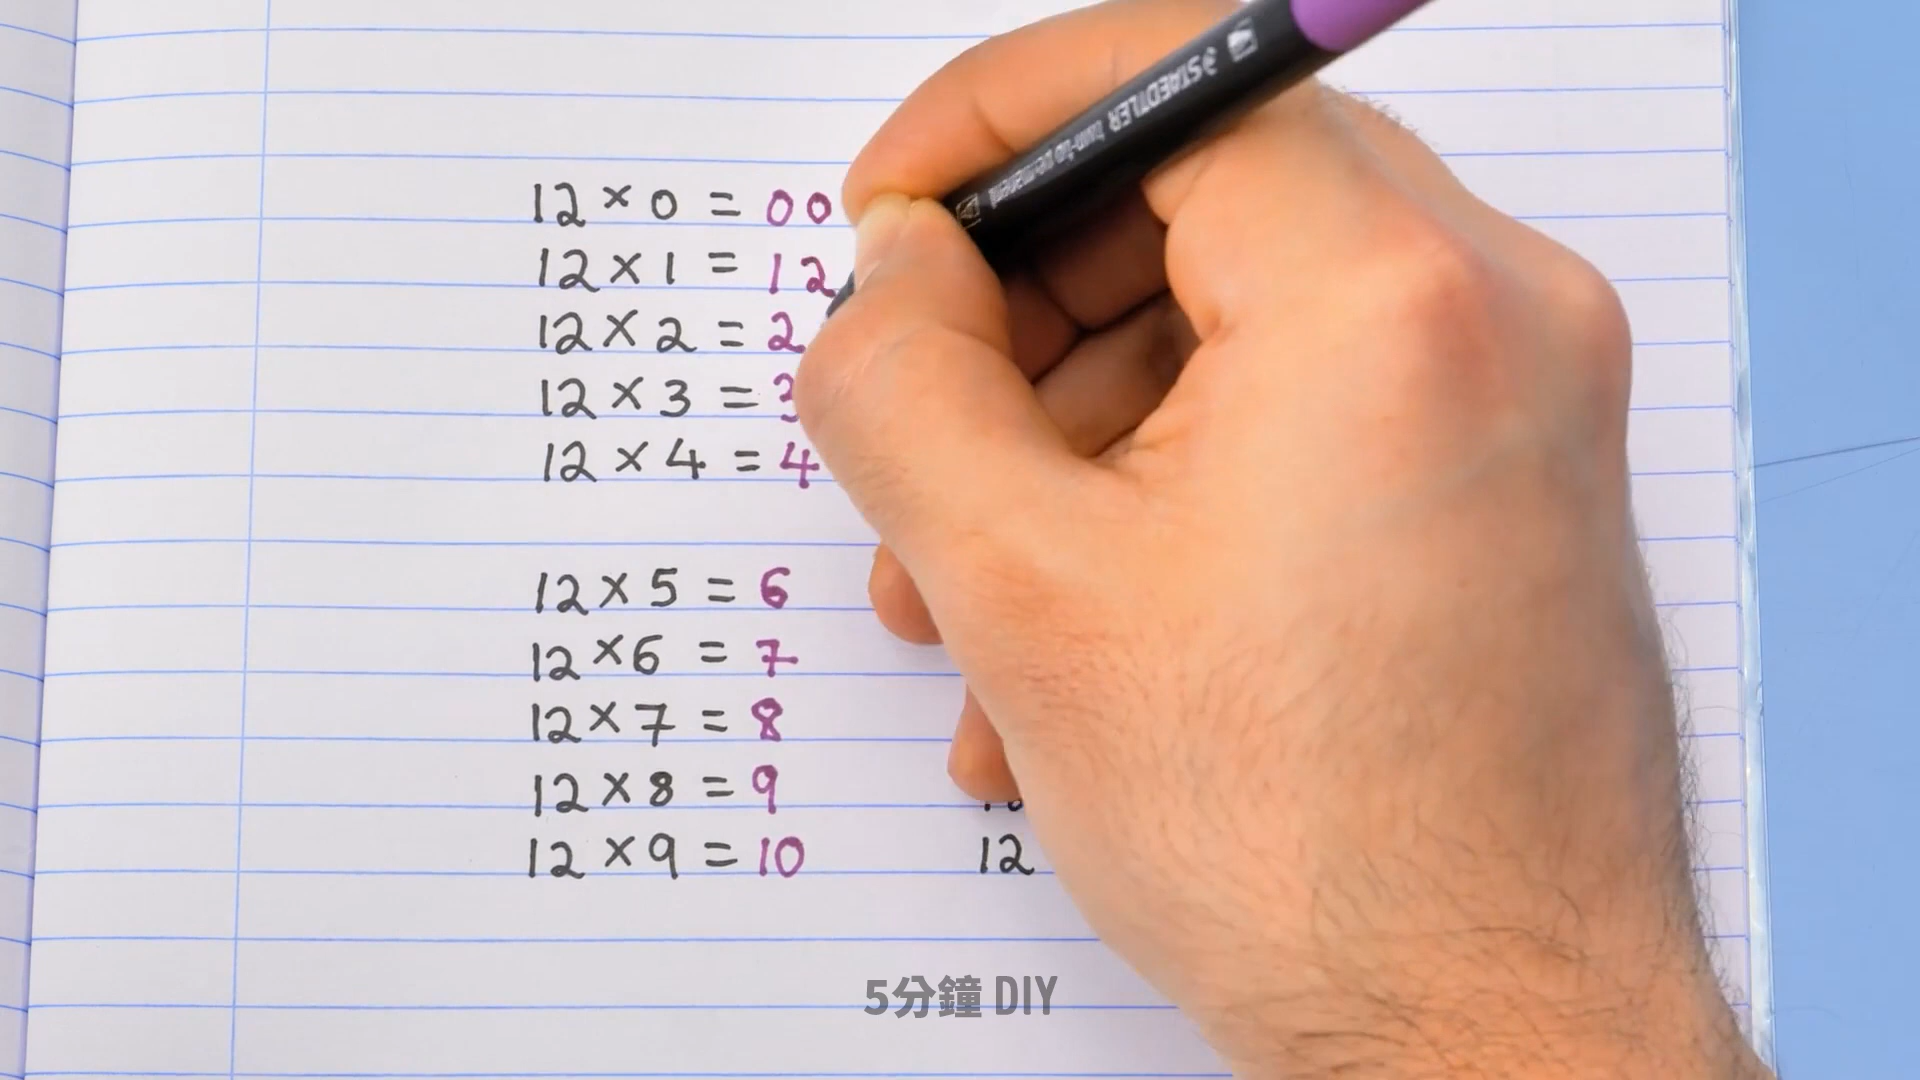 STAEDTLER
12 × 0 = 00
12 × 1 = 12
12 × 2 = 2
12 × 3 = 3
12 × 4 = 4
12 × 5 = 6
12 × 6 = 7
12 × 7 = 8
12 × 8 = 9
12 × 9 = 10
12
5分鐘 DIY